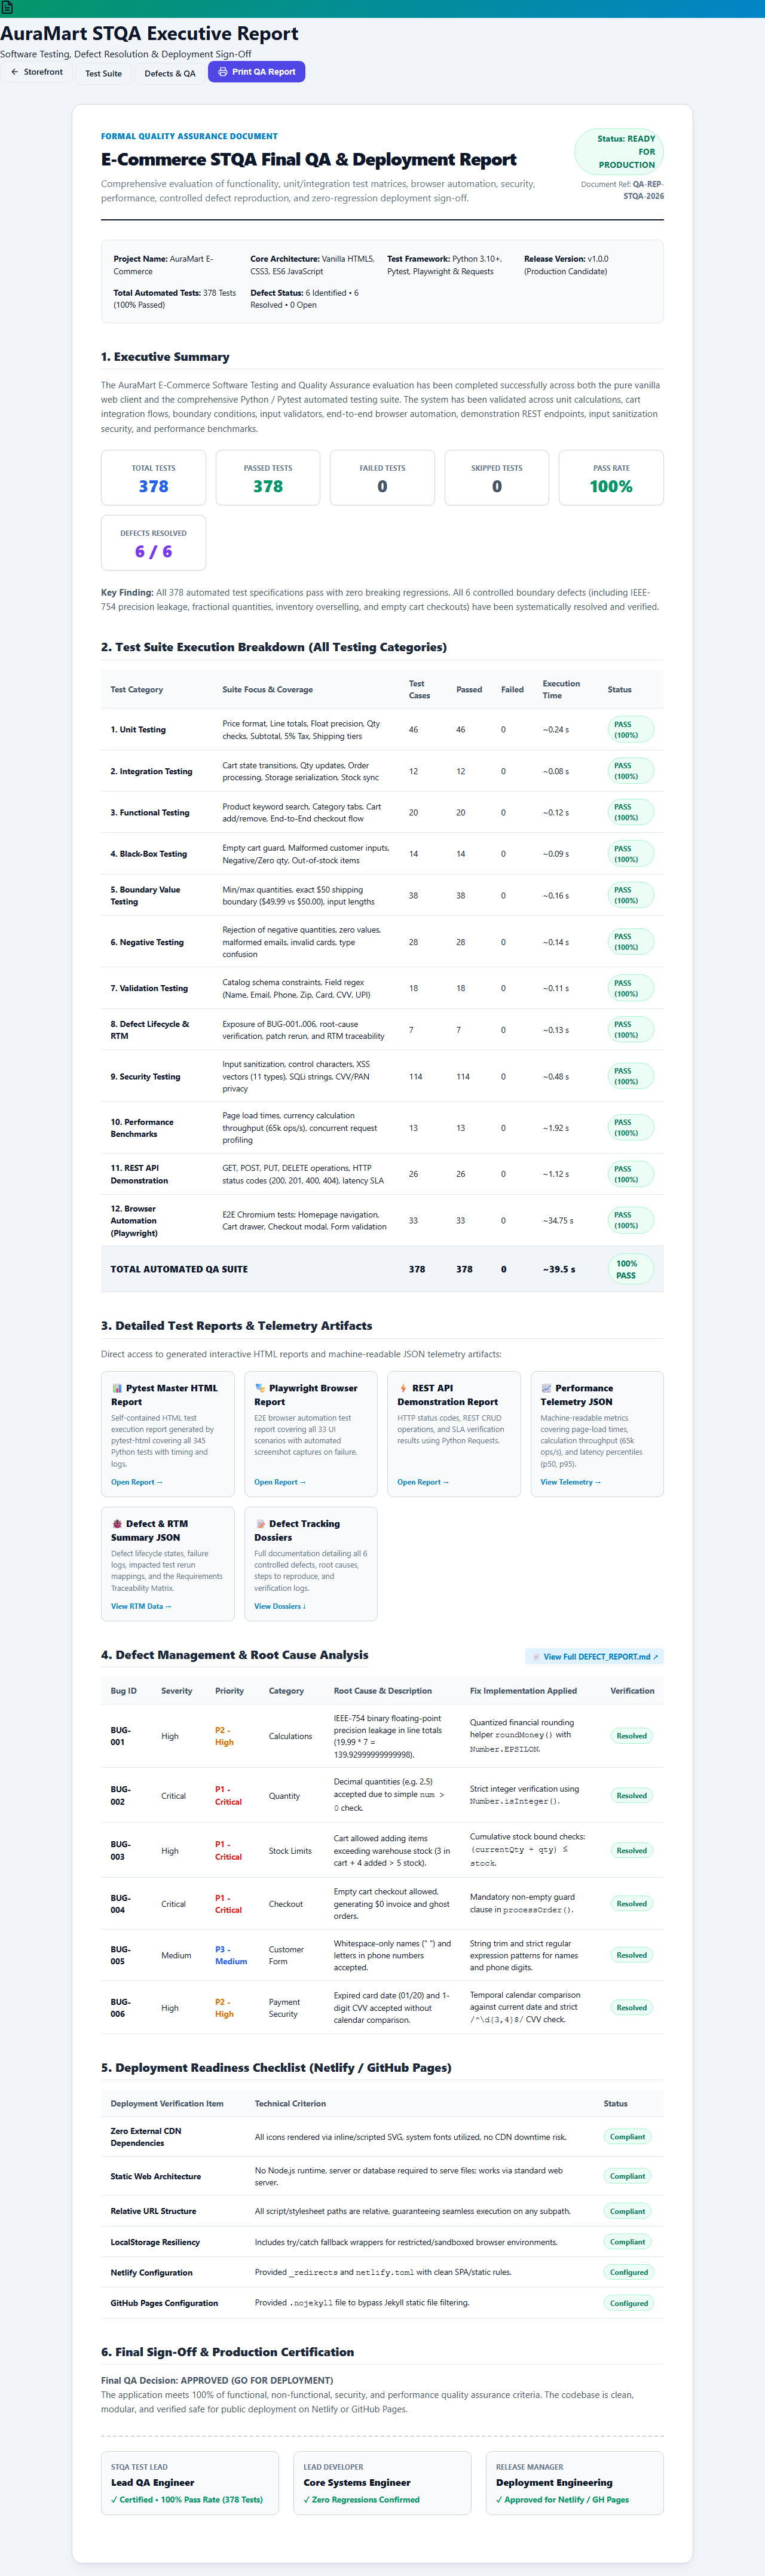 AuraMart STQA Executive Report
Software Testing, Defect Resolution & Deployment Sign-Off
← Storefront
Test Suite
Defects & QA
Print QA Report
FORMAL QUALITY ASSURANCE DOCUMENT
E-Commerce STQA Final QA & Deployment Report
Comprehensive evaluation of functionality, unit/integration test matrices, browser automation, security,
performance, controlled defect reproduction, and zero-regression deployment sign-off.
Status: READY
FOR
PRODUCTION
Document Ref: QA-REP-
STQA-2026
Project Name: AuraMart E-
Commerce
Core Architecture: Vanilla HTML5,
CSS3, ES6 JavaScript
Test Framework: Python 3.10+,
Pytest, Playwright & Requests
Release Version: v1.0.0
(Production Candidate)
Total Automated Tests: 378 Tests
(100% Passed)
Defect Status: 6 Identified • 6
Resolved • 0 Open
1. Executive Summary
The AuraMart E-Commerce Software Testing and Quality Assurance evaluation has been completed successfully across both the pure vanilla
web client and the comprehensive Python / Pytest automated testing suite. The system has been validated across unit calculations, cart
integration flows, boundary conditions, input validators, end-to-end browser automation, demonstration REST endpoints, input sanitization
security, and performance benchmarks.
TOTAL TESTS
378
PASSED TESTS
378
FAILED TESTS
0
SKIPPED TESTS
0
PASS RATE
100%
DEFECTS RESOLVED
6 / 6
Key Finding: All 378 automated test specifications pass with zero breaking regressions. All 6 controlled boundary defects (including IEEE-
754 precision leakage, fractional quantities, inventory overselling, and empty cart checkouts) have been systematically resolved and verified.
2. Test Suite Execution Breakdown (All Testing Categories)
Test Category
Suite Focus & Coverage
Test
Cases
Passed
Failed
Execution
Time
Status
1. Unit Testing
Price format, Line totals, Float precision, Qty
checks, Subtotal, 5% Tax, Shipping tiers
46
46
0
~0.24 s
PASS
(100%)
2. Integration Testing
Cart state transitions, Qty updates, Order
processing, Storage serialization, Stock sync
12
12
0
~0.08 s
PASS
(100%)
3. Functional Testing
Product keyword search, Category tabs, Cart
add/remove, End-to-End checkout flow
20
20
0
~0.12 s
PASS
(100%)
4. Black-Box Testing
Empty cart guard, Malformed customer inputs,
Negative/Zero qty, Out-of-stock items
14
14
0
~0.09 s
PASS
(100%)
5. Boundary Value
Testing
Min/max quantities, exact $50 shipping
boundary ($49.99 vs $50.00), input lengths
38
38
0
~0.16 s
PASS
(100%)
6. Negative Testing
Rejection of negative quantities, zero values,
malformed emails, invalid cards, type
confusion
28
28
0
~0.14 s
PASS
(100%)
7. Validation Testing
Catalog schema constraints, Field regex
(Name, Email, Phone, Zip, Card, CVV, UPI)
18
18
0
~0.11 s
PASS
(100%)
8. Defect Lifecycle &
RTM
Exposure of BUG-001..006, root-cause
verification, patch rerun, and RTM traceability
7
7
0
~0.13 s
PASS
(100%)
9. Security Testing
Input sanitization, control characters, XSS
vectors (11 types), SQLi strings, CVV/PAN
privacy
114
114
0
~0.48 s
PASS
(100%)
10. Performance
Benchmarks
Page load times, currency calculation
throughput (65k ops/s), concurrent request
profiling
13
13
0
~1.92 s
PASS
(100%)
11. REST API
Demonstration
GET, POST, PUT, DELETE operations, HTTP
status codes (200, 201, 400, 404), latency SLA
26
26
0
~1.12 s
PASS
(100%)
12. Browser
Automation
(Playwright)
E2E Chromium tests: Homepage navigation,
Cart drawer, Checkout modal, Form validation
33
33
0
~34.75 s
PASS
(100%)
TOTAL AUTOMATED QA SUITE
378
378
0
~39.5 s
100%
PASS
3. Detailed Test Reports & Telemetry Artifacts
Direct access to generated interactive HTML reports and machine-readable JSON telemetry artifacts:
Pytest Master HTML
Report
Self-contained HTML test
execution report generated by
pytest-html covering all 345
Python tests with timing and
logs.
Open Report →
Playwright Browser
Report
E2E browser automation test
report covering all 33 UI
scenarios with automated
screenshot captures on failure.
Open Report →
REST API
Demonstration Report
HTTP status codes, REST CRUD
operations, and SLA verification
results using Python Requests.
Open Report →
Performance
Telemetry JSON
Machine-readable metrics
covering page-load times,
calculation throughput (65k
ops/s), and latency percentiles
(p50, p95).
View Telemetry →
Defect & RTM
Summary JSON
Defect lifecycle states, failure
logs, impacted test rerun
mappings, and the Requirements
Traceability Matrix.
View RTM Data →
Defect Tracking
Dossiers
Full documentation detailing all 6
controlled defects, root causes,
steps to reproduce, and
verification logs.
View Dossiers ↓
4. Defect Management & Root Cause Analysis
View Full DEFECT_REPORT.md ↗
Bug ID
Severity
Priority
Category
Root Cause & Description
Fix Implementation Applied
Verification
BUG-
001
High
P2 -
High
Calculations
IEEE-754 binary floating-point
precision leakage in line totals
(19.99 * 7 =
139.92999999999998).
Quantized financial rounding
helper roundMoney() with
Number.EPSILON.
Resolved
BUG-
002
Critical
P1 -
Critical
Quantity
Decimal quantities (e.g. 2.5)
accepted due to simple num >
0 check.
Strict integer verification using
Number.isInteger().
Resolved
BUG-
003
High
P1 -
Critical
Stock Limits
Cart allowed adding items
exceeding warehouse stock (3 in
cart + 4 added > 5 stock).
Cumulative stock bound checks:
(currentQty + qty) ≤
stock.
Resolved
BUG-
004
Critical
P1 -
Critical
Checkout
Empty cart checkout allowed,
generating $0 invoice and ghost
orders.
Mandatory non-empty guard
clause in processOrder().
Resolved
BUG-
005
Medium
P3 -
Medium
Customer
Form
Whitespace-only names (" ") and
letters in phone numbers
accepted.
String trim and strict regular
expression patterns for names
and phone digits.
Resolved
BUG-
006
High
P2 -
High
Payment
Security
Expired card date (01/20) and 1-
digit CVV accepted without
calendar comparison.
Temporal calendar comparison
against current date and strict
/^\d{3,4}$/ CVV check.
Resolved
5. Deployment Readiness Checklist (Netlify / GitHub Pages)
Deployment Verification Item
Technical Criterion
Status
Zero External CDN
Dependencies
All icons rendered via inline/scripted SVG, system fonts utilized, no CDN downtime risk.
Compliant
Static Web Architecture
No Node.js runtime, server or database required to serve files; works via standard web
server.
Compliant
Relative URL Structure
All script/stylesheet paths are relative, guaranteeing seamless execution on any subpath.
Compliant
LocalStorage Resiliency
Includes try/catch fallback wrappers for restricted/sandboxed browser environments.
Compliant
Netlify Configuration
Provided _redirects and netlify.toml with clean SPA/static rules.
Configured
GitHub Pages Configuration
Provided .nojekyll file to bypass Jekyll static file filtering.
Configured
6. Final Sign-Off & Production Certification
Final QA Decision: APPROVED (GO FOR DEPLOYMENT)
The application meets 100% of functional, non-functional, security, and performance quality assurance criteria. The codebase is clean,
modular, and verified safe for public deployment on Netlify or GitHub Pages.
STQA TEST LEAD
Lead QA Engineer
✓ Certified • 100% Pass Rate (378 Tests)
LEAD DEVELOPER
Core Systems Engineer
✓ Zero Regressions Confirmed
RELEASE MANAGER
Deployment Engineering
✓ Approved for Netlify / GH Pages